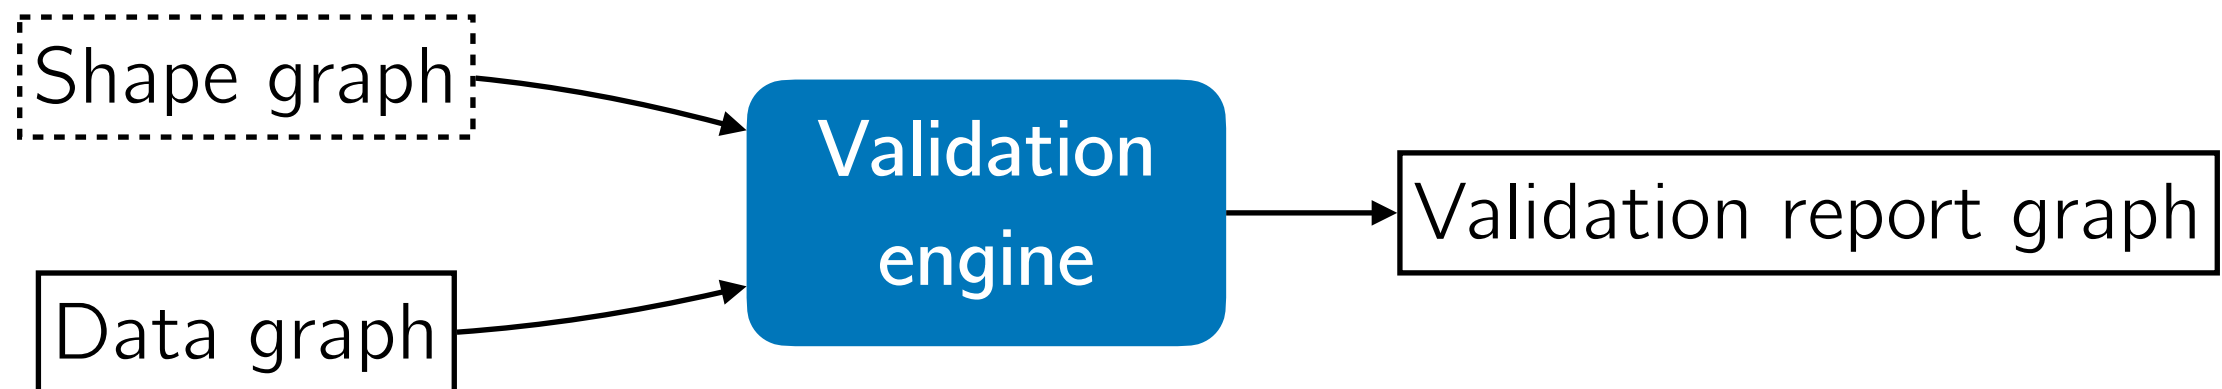 Shape graph
Data graph
Validation
engine
Validation report graph